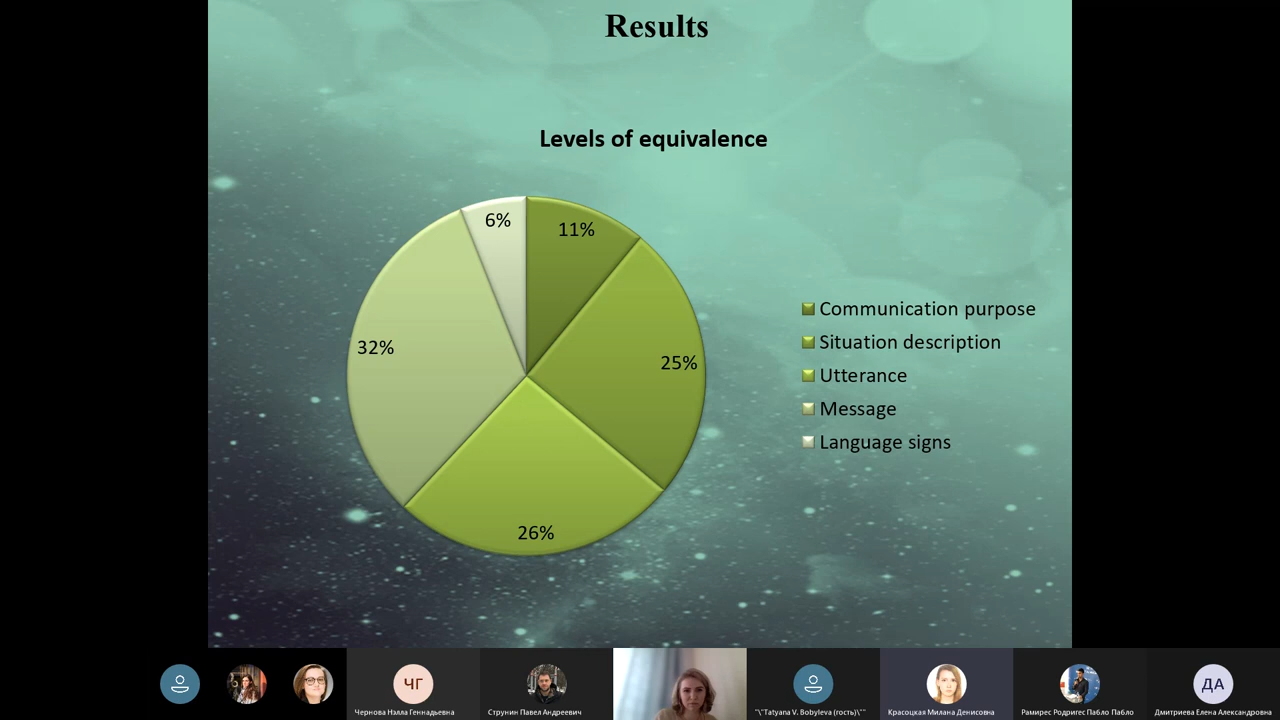 Results
Levels of equivalence
6%
11%
32%
25%
26%
Communication purpose
Situation description
Utterance
Message
Language signs
ЧГ
ДА
Чернова Нэлла Геннадьевна
Струнин Павел Андреевич
"\"Tatyana V. Bobyleva (гость)\""
Красоцкая Милана Денисовна
Рамирес Родригес Пабло Пабло
Дмитриева Елена Александровна